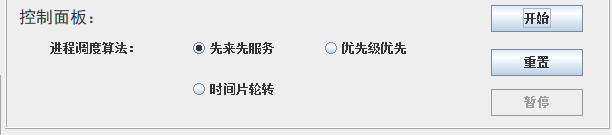 控制面板：
开始
进程调度算法：
先来先服务
优先级优先
重置
时间片轮转
暂停